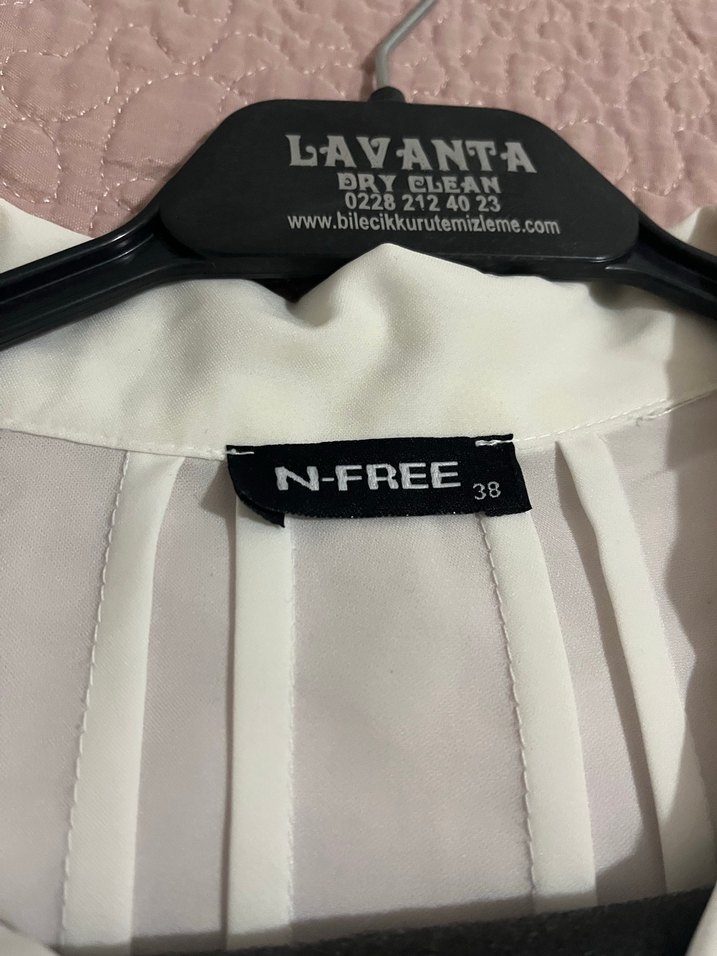 LAVANTA
DRY CLEAN
0228 212 40 23
www.bilecikkurutemizleme.com
N-FREE 38